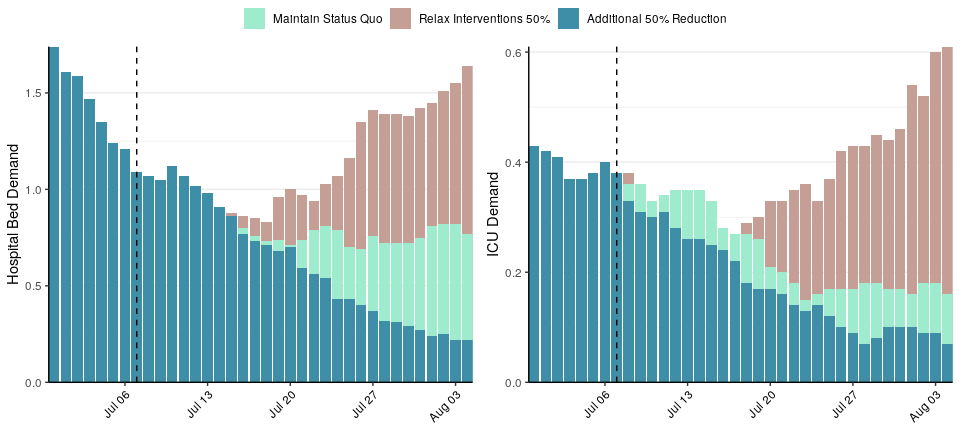 Maintain Status Quo Relax Interventions 50% Additional 50% Reduction
Hospital Bed Demand
1.5
1.0
0.5
0.0
Jul 06 Jul 13 Jul 20 Jul 27 Aug 03
ICU Demand
0.6
0.4
0.2
0.0
Jul 06 Jul 13 Jul 20 Jul 27 Aug 03